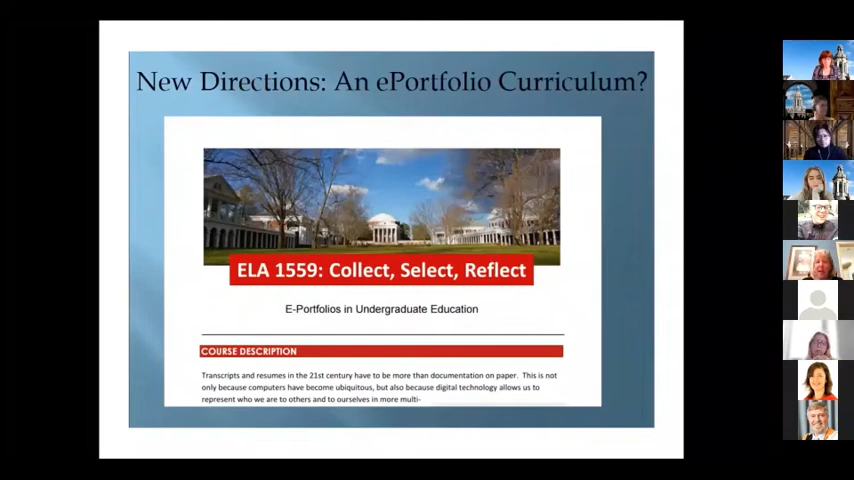 New Directions: An ePortfolio Curriculum?
ELA 1559: Collect, Select, Reflect
E-Portfolios in Undergraduate Education
COURSE DESCRIPTION
Transcripts and resumes in the 21st century have to be more than documentation on paper. This is not
only because computers have become ubiquitous, but also because digital technology allows us to
represent who we are to others and to ourselves in more multi-